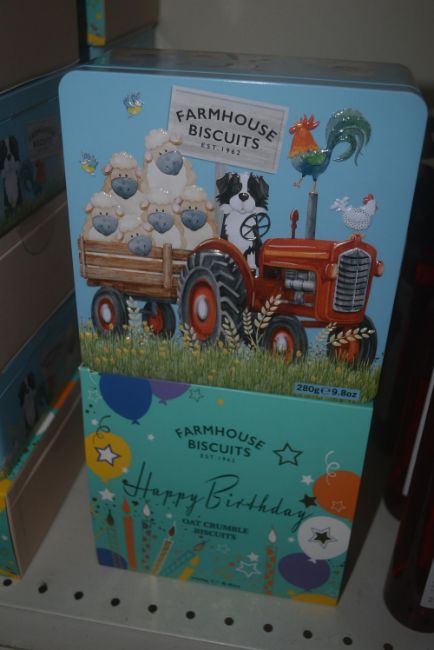 FARMHOUSE
BISCUITS
EST. 1962
280g e 9.8oz
FARMHOUSE
BISCUITS
EST. 1962
Happy Birthday
OAT CRUMBLE
BISCUITS